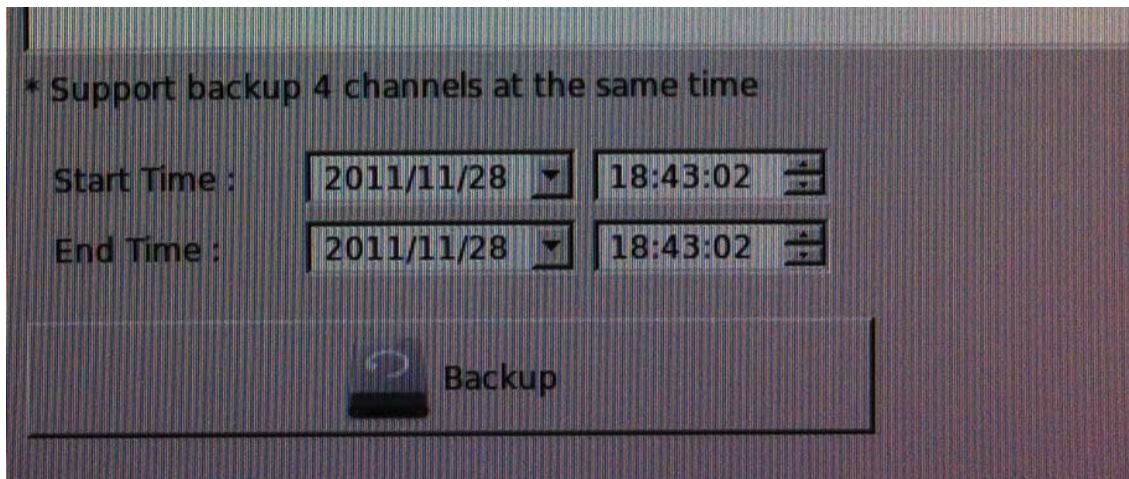 * Support backup 4 channels at the same time
Start Time : 2011/11/28 18:43:02
End Time : 2011/11/28 18:43:02
Backup